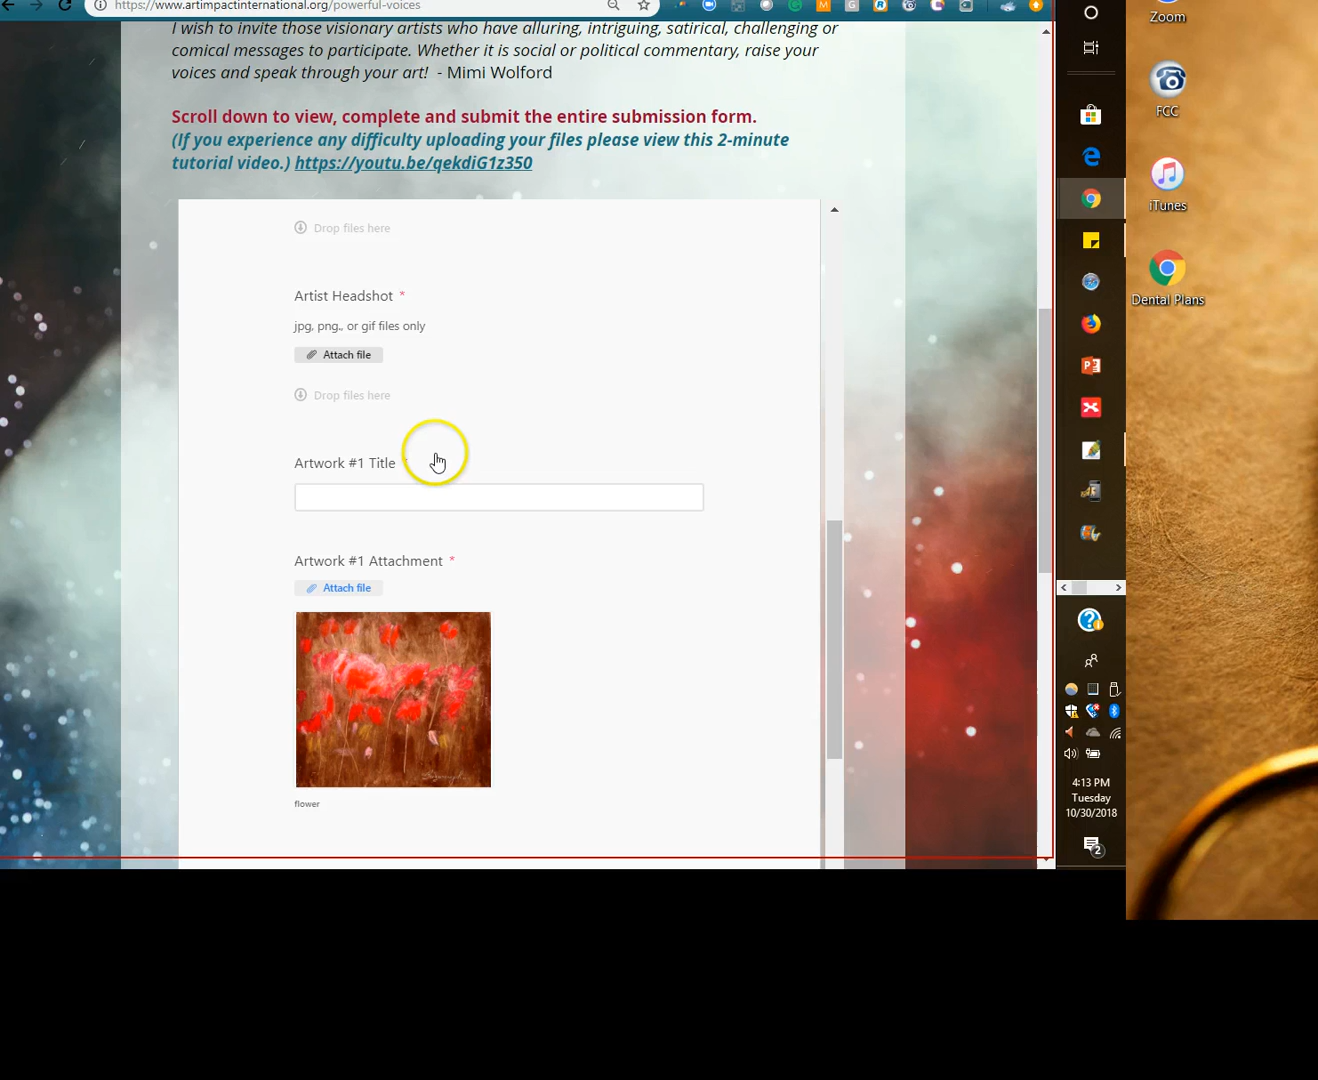 https://www.artimpactinternational.org/powerful-voices
I wish to invite those visionary artists who have alluring, intriguing, satirical, challenging or
comical messages to participate. Whether it is social or political commentary, raise your
voices and speak through your art!  - Mimi Wolford
Scroll down to view, complete and submit the entire submission form.
(If you experience any difficulty uploading your files please view this 2-minute
tutorial video.) https://youtu.be/qekdiG1z350
Drop files here
Artist Headshot *
jpg, png,, or gif files only
Attach file
Drop files here
Artwork #1 Title
Artwork #1 Attachment *
Attach file
flower
Zoom
FCC
iTunes
Dental Plans
4:13 PM
Tuesday
10/30/2018
2